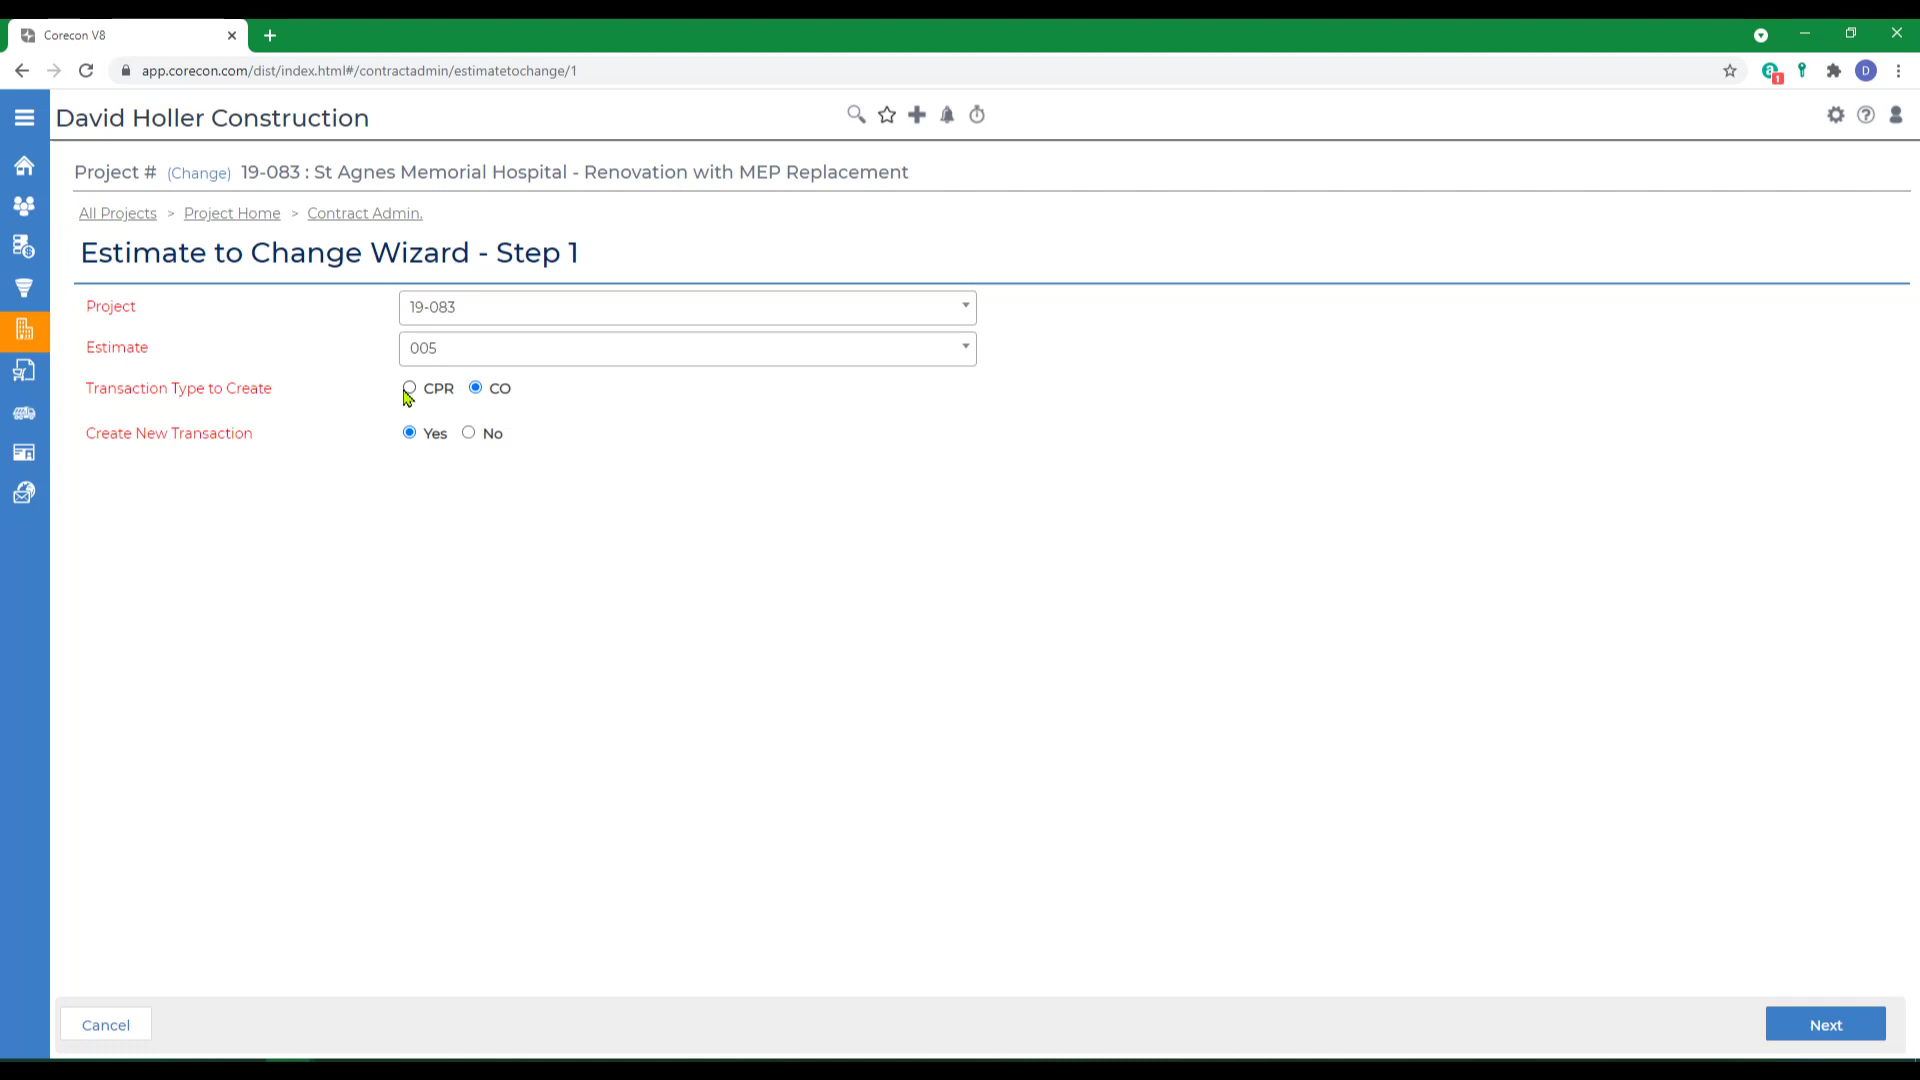 Corecon V8
app.corecon.com/dist/index.html#/contractadmin/estimatetochange/1
D
1
David Holler Construction
Project # (Change) 19-083 : St Agnes Memorial Hospital - Renovation with MEP Replacement
All Projects > Project Home > Contract Admin.
Estimate to Change Wizard - Step 1
Project 19-083
Estimate 005
Transaction Type to Create CPR CO
Create New Transaction Yes No
Cancel Next